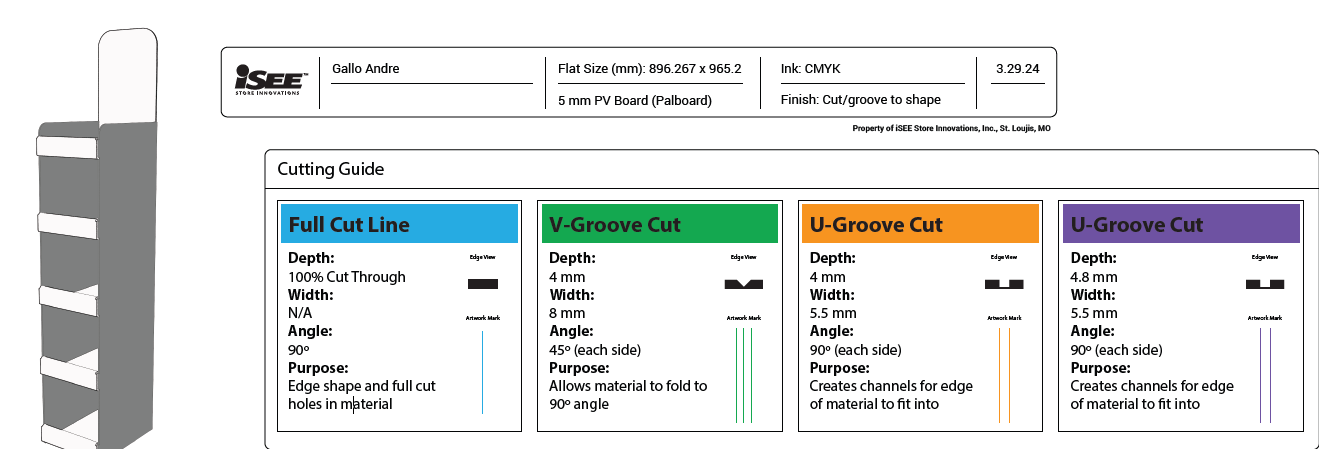 iSEE™
STORE INNOVATIONS
Gallo Andre
Flat Size (mm): 896.267 x 965.2
5 mm PV Board (Palboard)
Ink: CMYK
Finish: Cut/groove to shape
3.29.24
Property of iSEE Store Innovations, Inc., St. Loujis, MO
Cutting Guide
Full Cut Line
Depth:
100% Cut Through
Width:
N/A
Angle:
90º
Purpose:
Edge shape and full cut
holes in material
Edge View
Artwork Mark
V-Groove Cut
Depth:
4 mm
Width:
8 mm
Angle:
45º (each side)
Purpose:
Allows material to fold to
90º angle
Edge View
Artwork Mark
U-Groove Cut
Depth:
4 mm
Width:
5.5 mm
Angle:
90º (each side)
Purpose:
Creates channels for edge
of material to fit into
Edge View
Artwork Mark
U-Groove Cut
Depth:
4.8 mm
Width:
5.5 mm
Angle:
90º (each side)
Purpose:
Creates channels for edge
of material to fit into
Edge View
Artwork Mark